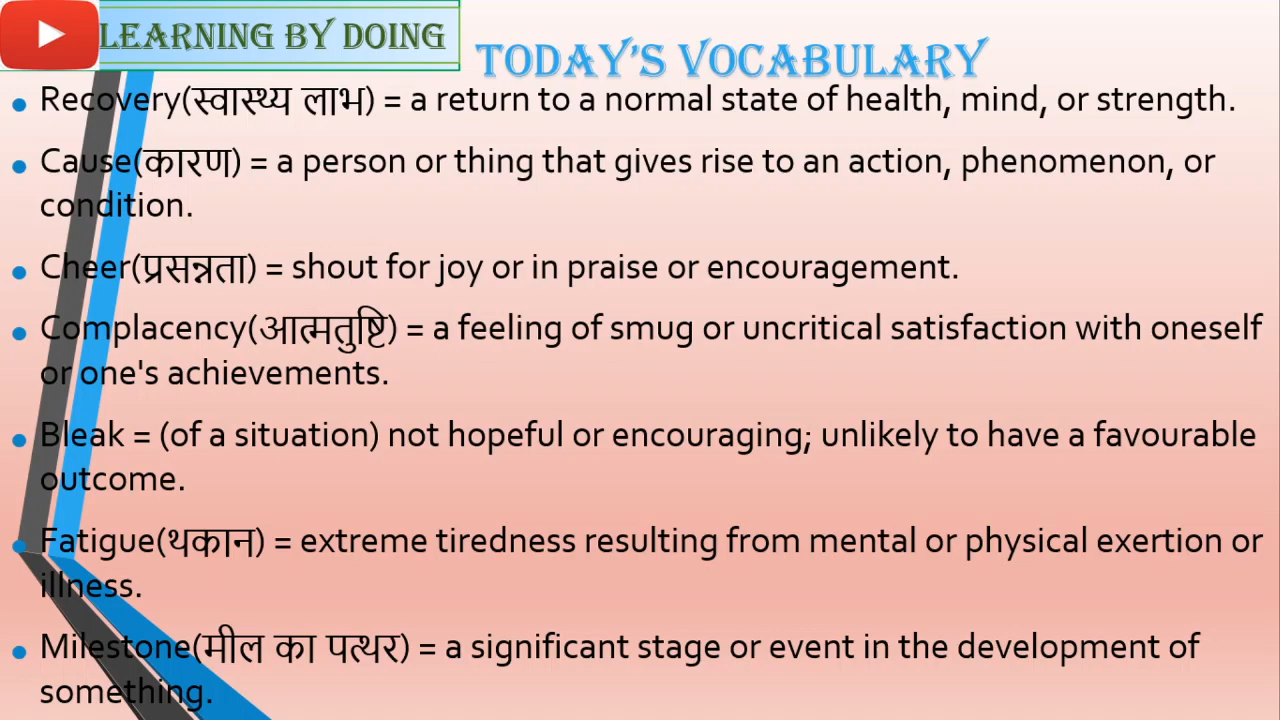 LEARNING BY DOING
TODAY'S VOCABULARY
Recovery(स्वास्थ्य लाभ) = a return to a normal state of health, mind, or strength.
Cause(कारण) = a person or thing that gives rise to an action, phenomenon, or
condition.
Cheer(प्रसन्नता) = shout for joy or in praise or encouragement.
Complacency(आत्मतुष्टि) = a feeling of smug or uncritical satisfaction with oneself
or one's achievements.
Bleak = (of a situation) not hopeful or encouraging; unlikely to have a favourable
outcome.
Fatigue(थकान) = extreme tiredness resulting from mental or physical exertion or
illness.
Milestone(मील का पत्थर) = a significant stage or event in the development of
something.